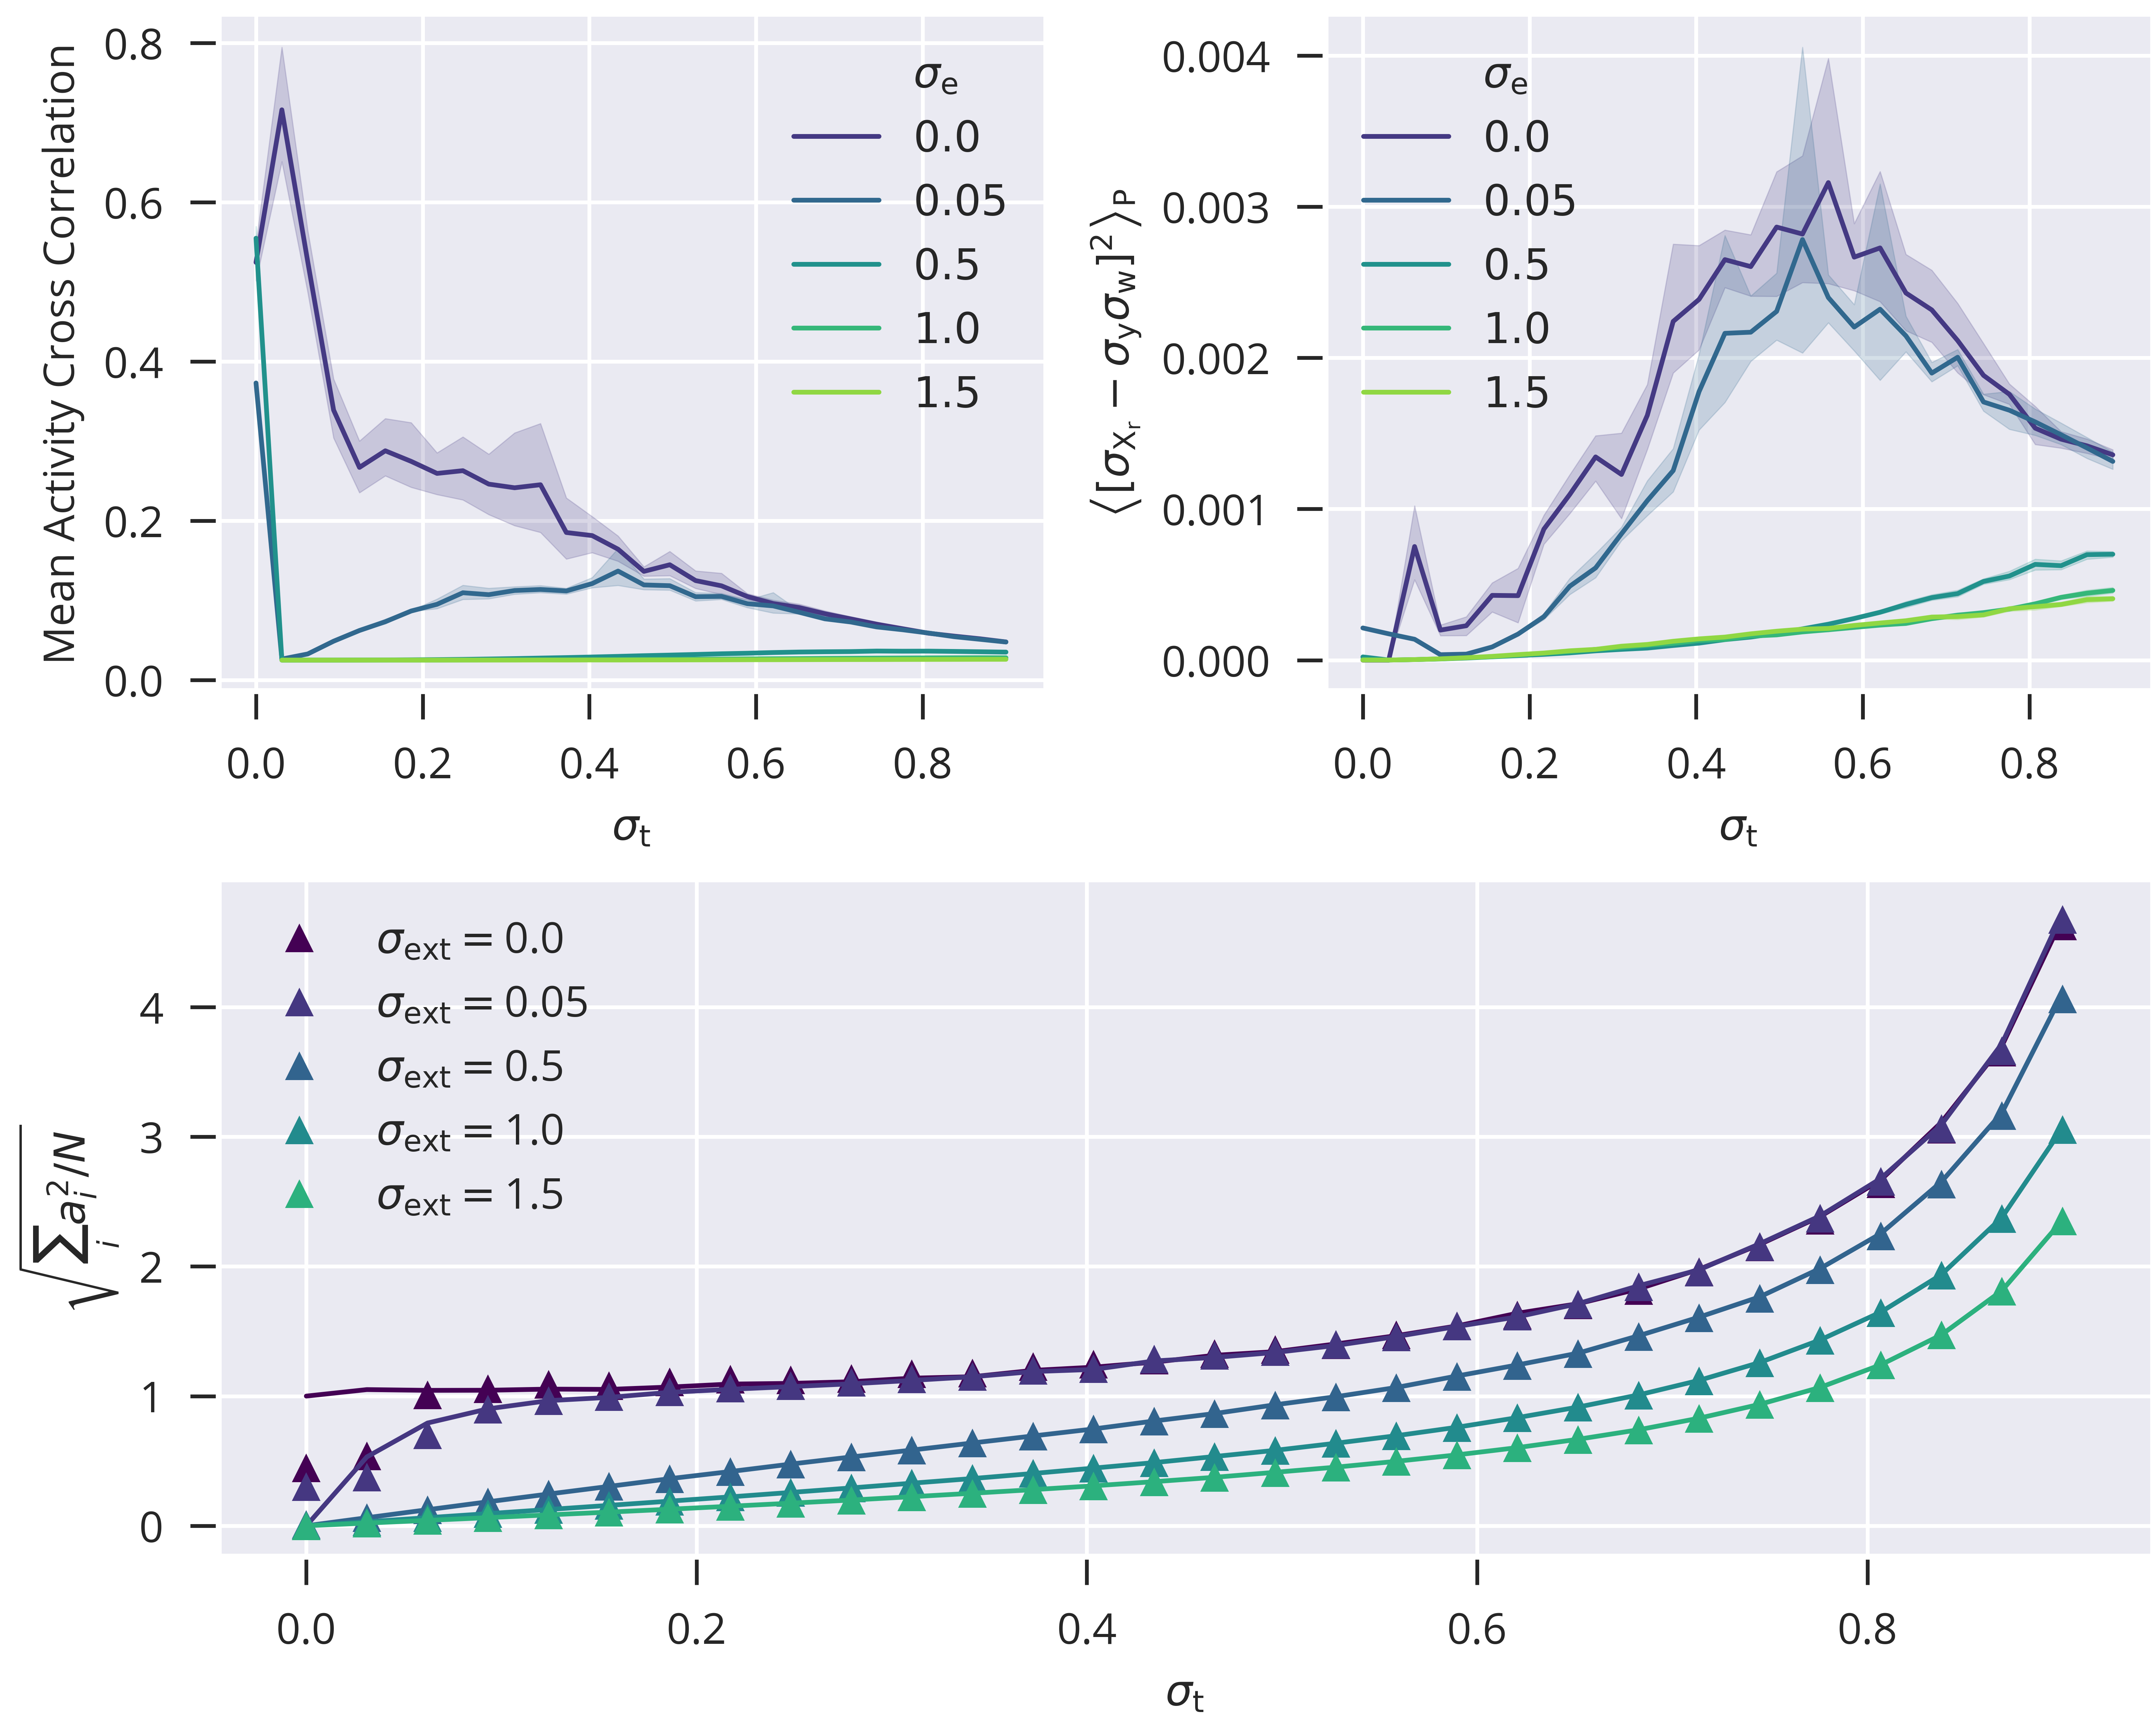 Mean Activity Cross Correlation
0.8
0.6
0.4
0.2
0.0
σe
0.0
0.05
0.5
1.0
1.5
0.0 0.2 0.4 0.6 0.8
σt
⟨[σXr − σyσw]²⟩P
0.004
0.003
0.002
0.001
0.000
σe
0.0
0.05
0.5
1.0
1.5
0.0 0.2 0.4 0.6 0.8
σt
√∑i ai²/N
4
3
2
1
0
σext = 0.0
σext = 0.05
σext = 0.5
σext = 1.0
σext = 1.5
0.0 0.2 0.4 0.6 0.8
σt